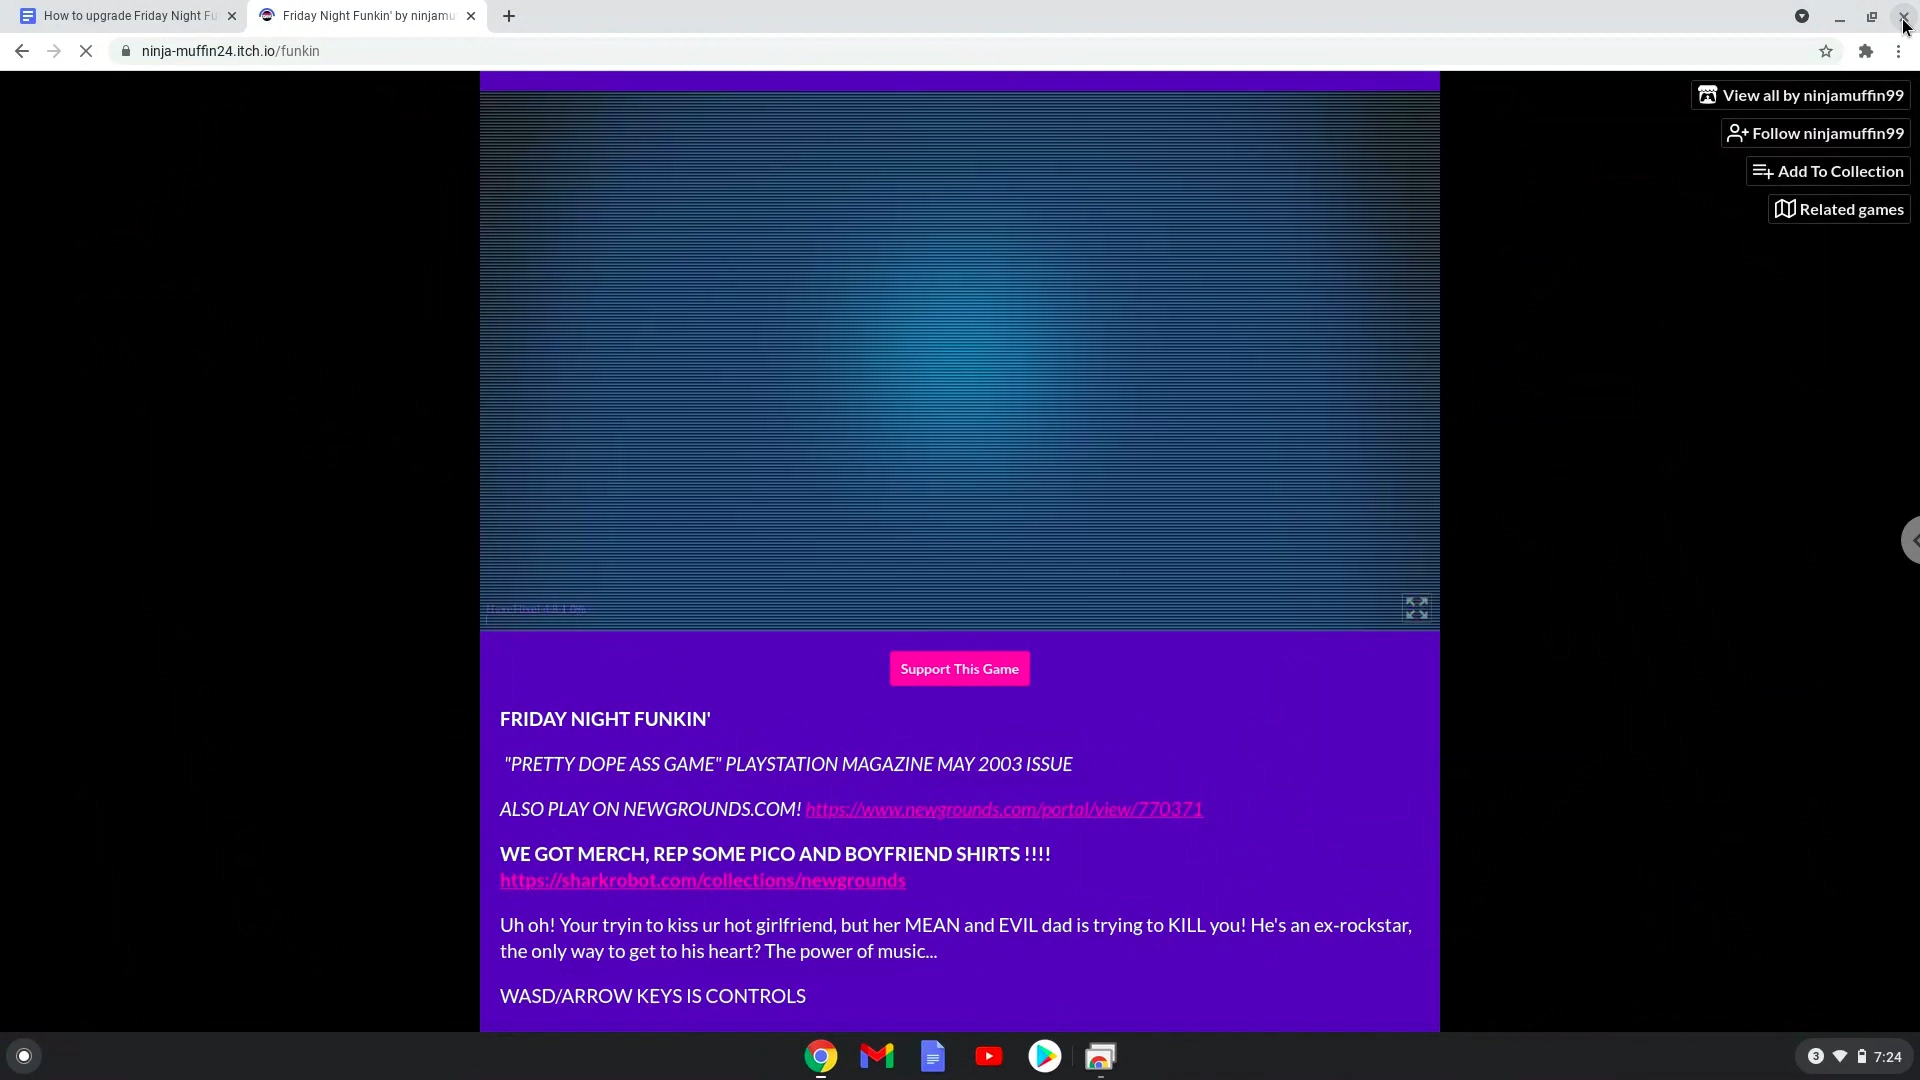 How to upgrade Friday Night Fu
Friday Night Funkin' by ninjamu
ninja-muffin24.itch.io/funkin
View all by ninjamuffin99
Follow ninjamuffin99
Add To Collection
Related games
Support This Game
FRIDAY NIGHT FUNKIN'
"PRETTY DOPE ASS GAME" PLAYSTATION MAGAZINE MAY 2003 ISSUE
ALSO PLAY ON NEWGROUNDS.COM! https://www.newgrounds.com/portal/view/770371
WE GOT MERCH, REP SOME PICO AND BOYFRIEND SHIRTS !!!!
https://sharkrobot.com/collections/newgrounds
Uh oh! Your tryin to kiss ur hot girlfriend, but her MEAN and EVIL dad is trying to KILL you! He's an ex-rockstar,
the only way to get to his heart? The power of music...
WASD/ARROW KEYS IS CONTROLS
3 7:24